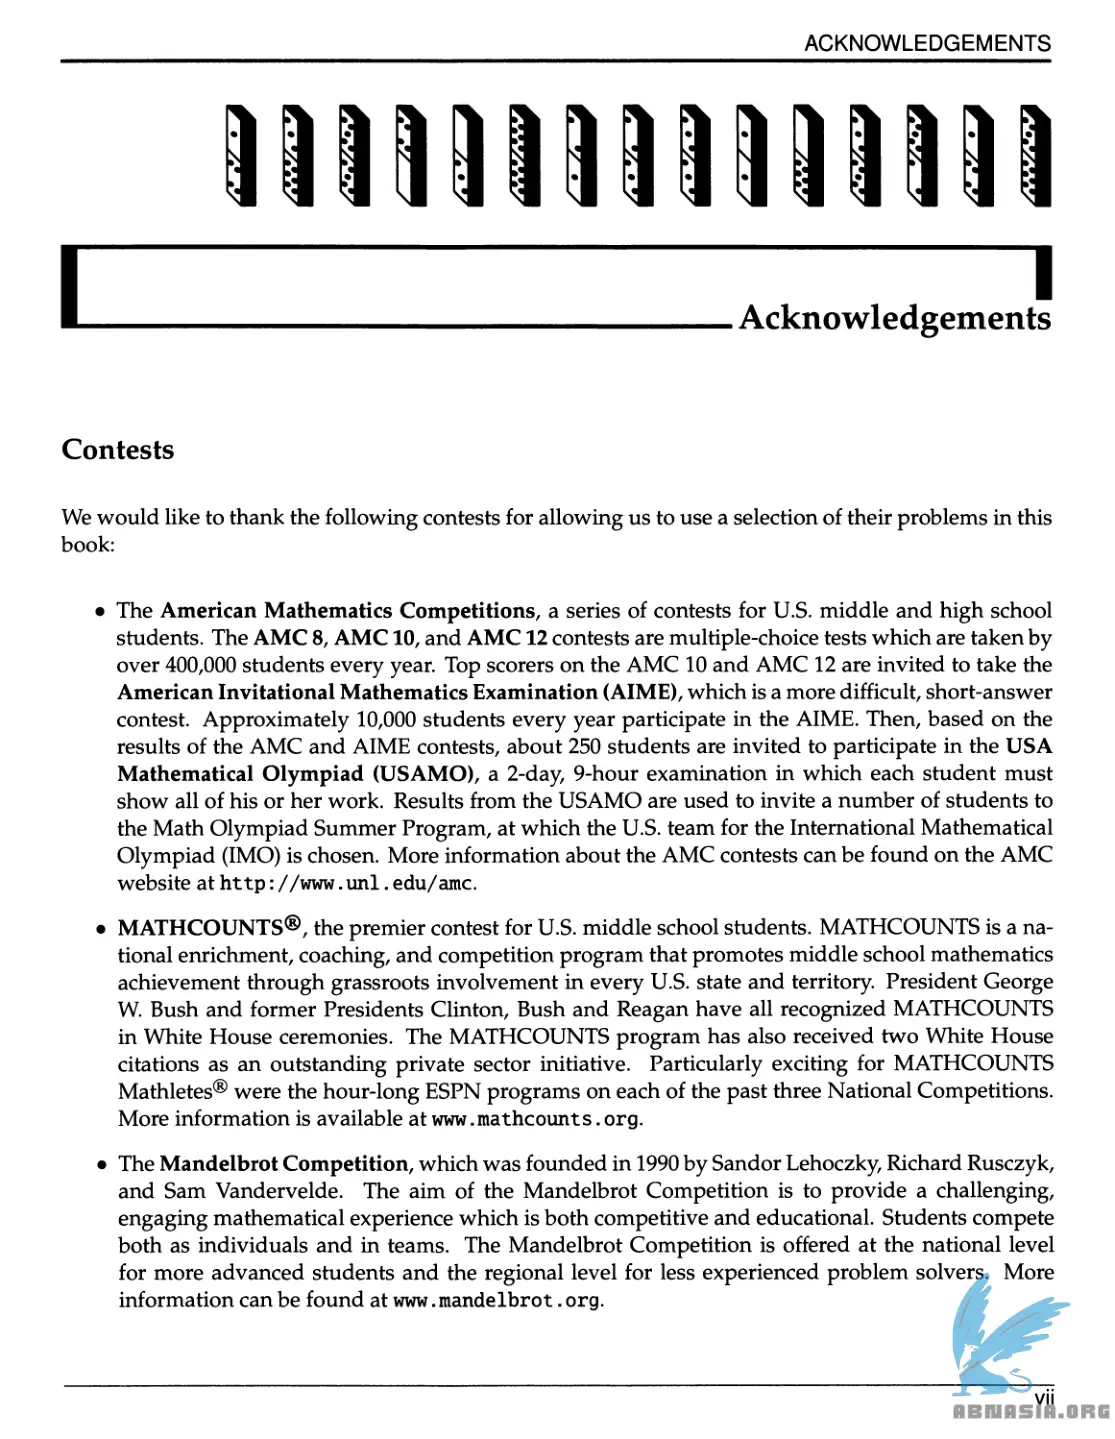 ACKNOWLEDGEMENTS
Acknowledgements
Contests
We would like to thank the following contests for allowing us to use a selection of their problems in this
book:
• The American Mathematics Competitions, a series of contests for U.S. middle and high school
students. The AMC 8, AMC 10, and AMC 12 contests are multiple-choice tests which are taken by
over 400,000 students every year. Top scorers on the AMC 10 and AMC 12 are invited to take the
American Invitational Mathematics Examination (AIME), which is a more difficult, short-answer
contest. Approximately 10,000 students every year participate in the AIME. Then, based on the
results of the AMC and AIME contests, about 250 students are invited to participate in the USA
Mathematical Olympiad (USAMO), a 2-day, 9-hour examination in which each student must
show all of his or her work. Results from the USAMO are used to invite a number of students to
the Math Olympiad Summer Program, at which the U.S. team for the International Mathematical
Olympiad (IMO) is chosen. More information about the AMC contests can be found on the AMC
website at http://www.unl.edu/amc.
• MATHCOUNTS®, the premier contest for U.S. middle school students. MATHCOUNTS is a na-
tional enrichment, coaching, and competition program that promotes middle school mathematics
achievement through grassroots involvement in every U.S. state and territory. President George
W. Bush and former Presidents Clinton, Bush and Reagan have all recognized MATHCOUNTS
in White House ceremonies. The MATHCOUNTS program has also received two White House
citations as an outstanding private sector initiative. Particularly exciting for MATHCOUNTS
Mathletes® were the hour-long ESPN programs on each of the past three National Competitions.
More information is available at www.mathcounts.org.
• The Mandelbrot Competition, which was founded in 1990 by Sandor Lehoczky, Richard Rusczyk,
and Sam Vandervelde. The aim of the Mandelbrot Competition is to provide a challenging,
engaging mathematical experience which is both competitive and educational. Students compete
both as individuals and in teams. The Mandelbrot Competition is offered at the national level
for more advanced students and the regional level for less experienced problem solvers. More
information can be found at www.mandelbrot.org.
vii
ABNASIA.ORG